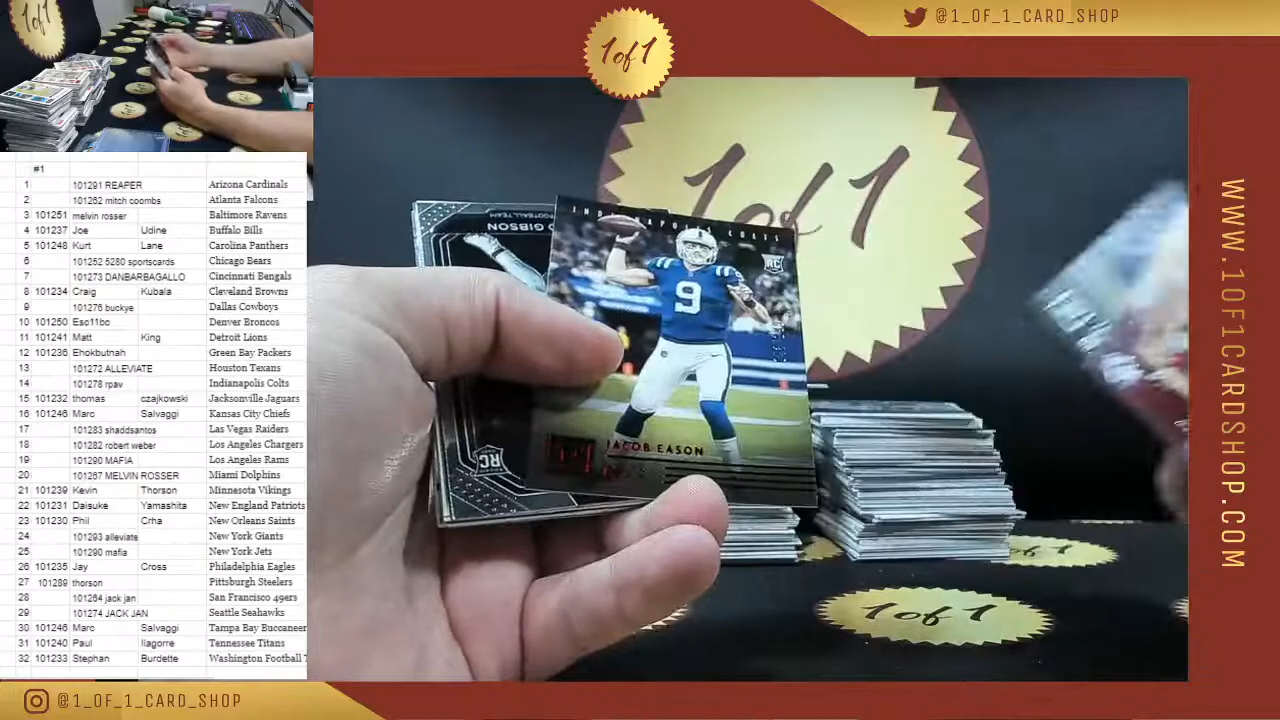 1of1
@1_OF_1_CARD_SHOP
1of1
#1
1 101291 REAPER Arizona Cardinals
2 101262 mitch coombs Atlanta Falcons
3 101251 melvin rosser Baltimore Ravens
4 101237 Joe Udine Buffalo Bills
5 101248 Kurt Lane Carolina Panthers
6 101252 5280 sportscards Chicago Bears
7 101273 DANBARBAGALLO Cincinnati Bengals
8 101234 Craig Kubala Cleveland Browns
9 101276 buckye Dallas Cowboys
10 101250 Esc11bc Denver Broncos
11 101241 Matt King Detroit Lions
12 101236 Ehokbutnah Green Bay Packers
13 101272 ALLEVIATE Houston Texans
14 101278 rpav Indianapolis Colts
15 101232 thomas czajkowski Jacksonville Jaguars
16 101246 Marc Salvaggi Kansas City Chiefs
17 101283 shaddsantos Las Vegas Raiders
18 101282 robert weber Los Angeles Chargers
19 101290 MAFIA Los Angeles Rams
20 101267 MELVIN ROSSER Miami Dolphins
21 101239 Kevin Thorson Minnesota Vikings
22 101231 Daisuke Yamashita New England Patriots
23 101230 Phil Crha New Orleans Saints
24 101293 alleviate New York Giants
25 101290 mafia New York Jets
26 101235 Jay Cross Philadelphia Eagles
27 101289 thorson Pittsburgh Steelers
28 101264 jack jan San Francisco 49ers
29 101274 JACK JAN Seattle Seahawks
30 101246 Marc Salvaggi Tampa Bay Buccaneer
31 101240 Paul Ilagorre Tennessee Titans
32 101233 Stephan Burdette Washington Football T
1of1
GIBSON
FOOTBALL TEAM
RC
INDIANAPOLIS COLTS
RC
9
JACOB EASON
1of1
1of1
WWW.1OF1CARDSHOP.COM
@1_OF_1_CARD_SHOP